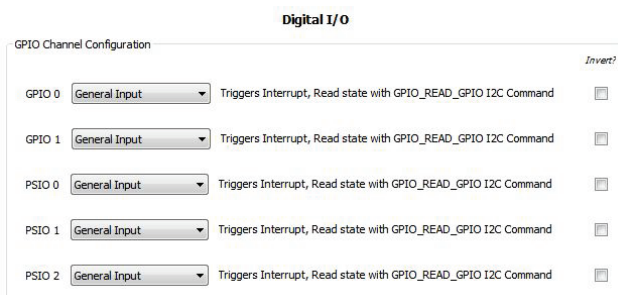 Digital I/O
GPIO Channel Configuration
Invert?
GPIO 0 General Input Triggers Interrupt, Read state with GPIO_READ_GPIO I2C Command
GPIO 1 General Input Triggers Interrupt, Read state with GPIO_READ_GPIO I2C Command
PSIO 0 General Input Triggers Interrupt, Read state with GPIO_READ_GPIO I2C Command
PSIO 1 General Input Triggers Interrupt, Read state with GPIO_READ_GPIO I2C Command
PSIO 2 General Input Triggers Interrupt, Read state with GPIO_READ_GPIO I2C Command